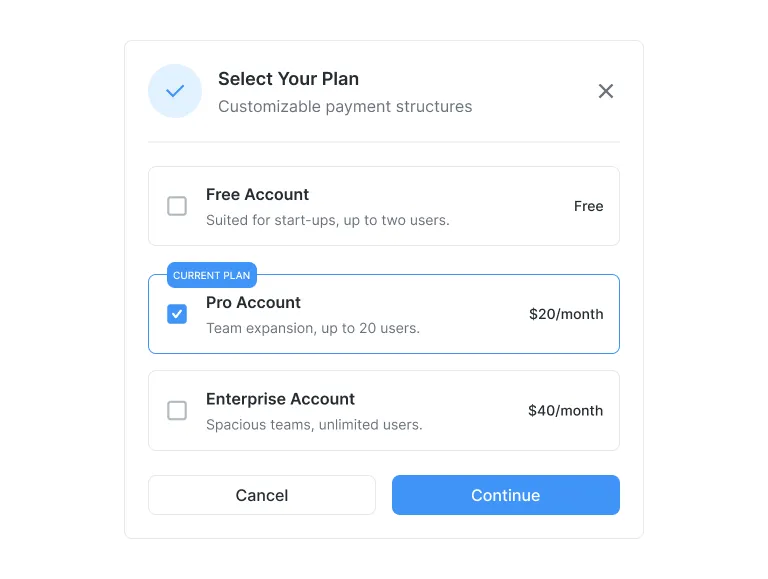 Select Your Plan
Customizable payment structures
Free Account
Suited for start-ups, up to two users.
Free
CURRENT PLAN
Pro Account
Team expansion, up to 20 users.
$20/month
Enterprise Account
Spacious teams, unlimited users.
$40/month
Cancel
Continue